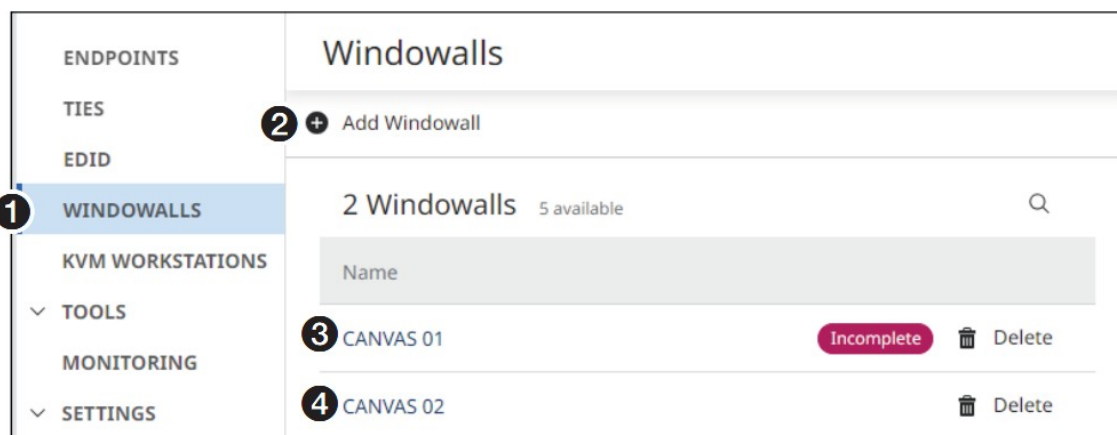 ENDPOINTS
TIES
EDID
1 WINDOWALLS
KVM WORKSTATIONS
TOOLS
MONITORING
SETTINGS
Windowalls
2 Add Windowall
2 Windowalls 5 available
Name
3 CANVAS 01 Incomplete Delete
4 CANVAS 02 Delete